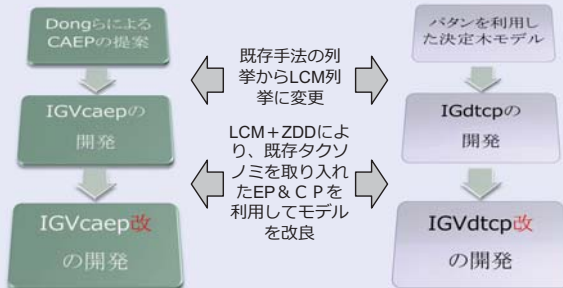 Dongらによる
CAEPの提案
IGVcaepの
開発
IGVcaep改
の開発
既存手法の列
挙からLCM列
挙に変更
LCM+ZDDによ
り、既存タクソ
ノミを取り入れ
たEP&ＣＰを
利用してモデル
を改良
パタンを利用し
た決定木モデル
IGdtcpの
開発
IGVdtcp改
の開発